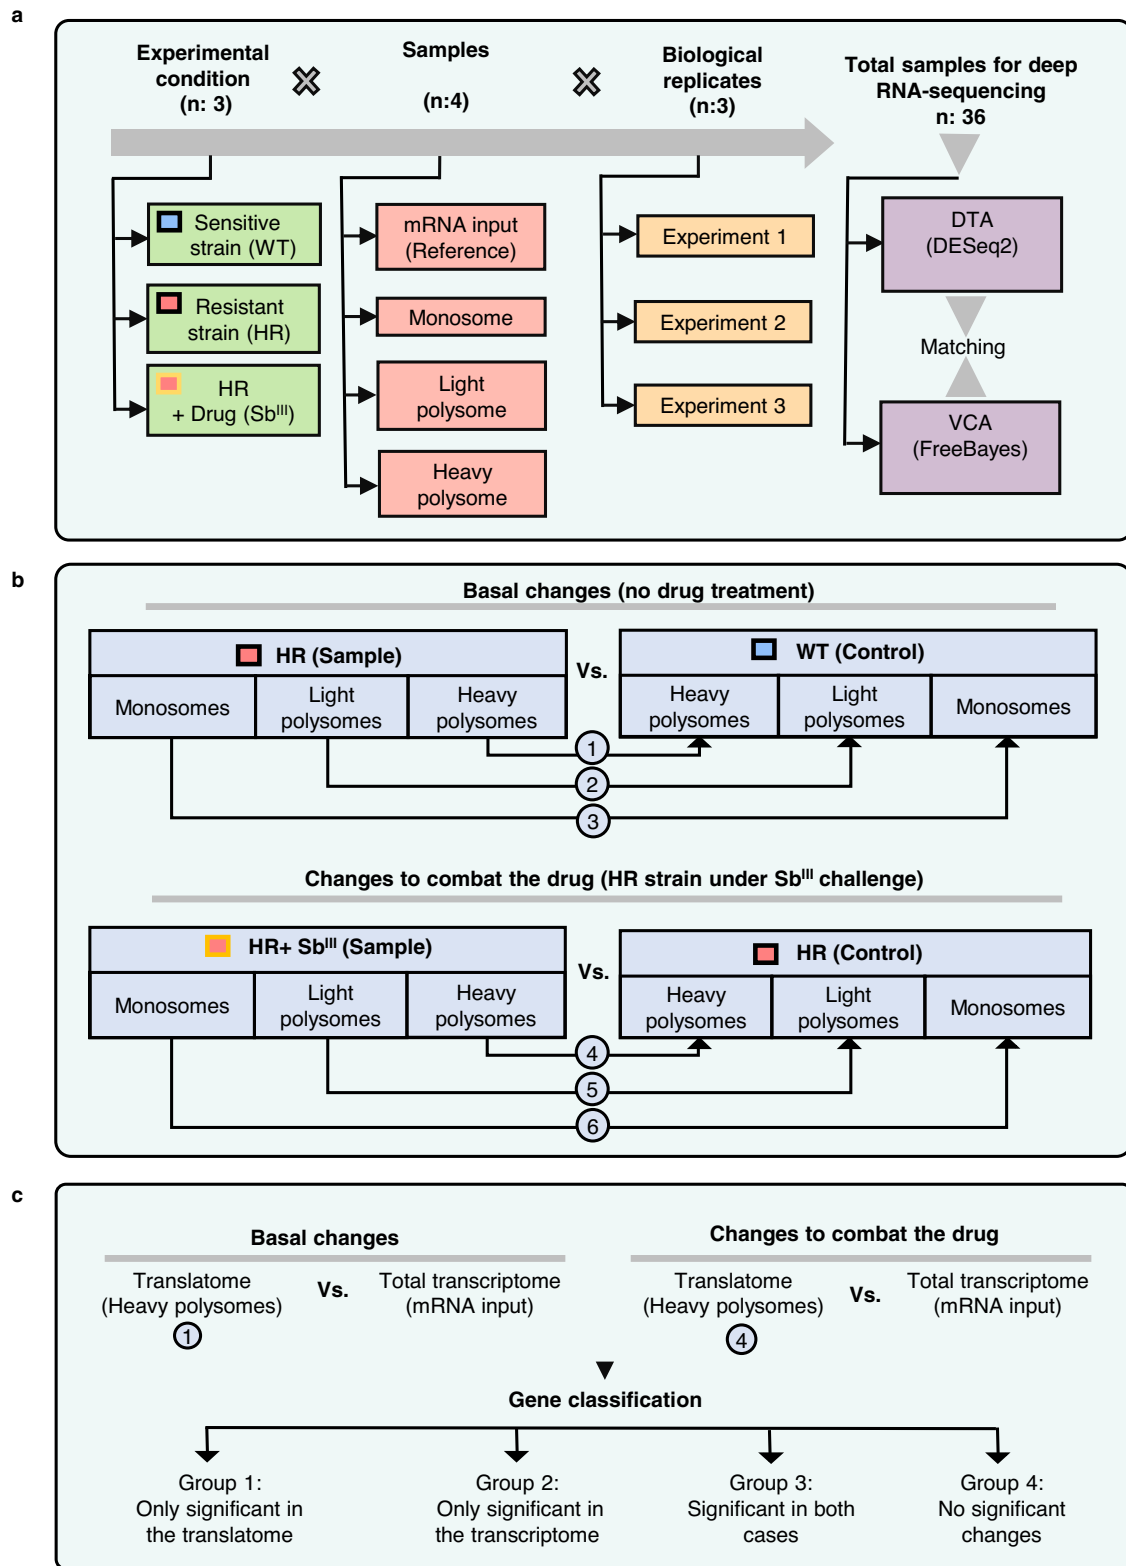 a
Experimental
condition
(n: 3)
Samples
(n:4)
Biological
replicates
(n:3)
Total samples for deep
RNA-sequencing
n: 36
Sensitive
strain (WT)
Resistant
strain (HR)
HR
+ Drug (Sbᴵᴵᴵ)
mRNA input
(Reference)
Monosome
Light
polysome
Heavy
polysome
Experiment 1
Experiment 2
Experiment 3
DTA
(DESeq2)
Matching
VCA
(FreeBayes)
b
Basal changes (no drug treatment)
HR (Sample)
Vs.
WT (Control)
Monosomes
Light
polysomes
Heavy
polysomes
Heavy
polysomes
Light
polysomes
Monosomes
1
2
3
Changes to combat the drug (HR strain under Sbᴵᴵᴵ challenge)
HR+ Sbᴵᴵᴵ (Sample)
Vs.
HR (Control)
Monosomes
Light
polysomes
Heavy
polysomes
Heavy
polysomes
Light
polysomes
Monosomes
4
5
6
c
Basal changes
Translatome
(Heavy polysomes)
1
Vs.
Total transcriptome
(mRNA input)
Changes to combat the drug
Translatome
(Heavy polysomes)
4
Vs.
Total transcriptome
(mRNA input)
Gene classification
Group 1:
Only significant in
the translatome
Group 2:
Only significant in
the transcriptome
Group 3:
Significant in both
cases
Group 4:
No significant
changes